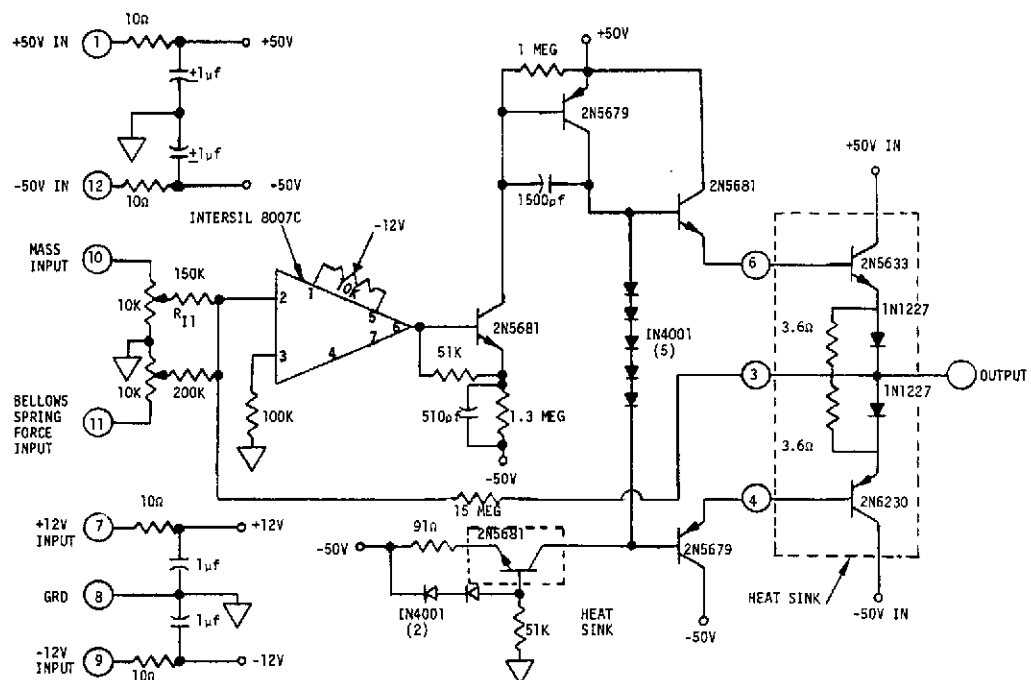 10Ω
+50V IN
1
+50V
+1µf
+1µf
-50V IN
12
-50V
10Ω
INTERSIL 8007C
-12V
MASS
INPUT
10
150K
10K
R_I1
10K
200K
BELLOWS
SPRING
FORCE
INPUT
11
2
3
1
10K
5
7
6
4
100K
51K
2N5681
510pf
1.3 MEG
-50V
1 MEG
+50V
2N5679
1500pf
2N5681
+50V IN
6
2N5633
1N1227
IN4001
(5)
3.6Ω
3
OUTPUT
1N1227
3.6Ω
15 MEG
4
2N6230
10Ω
+12V
INPUT
7
+12V
1µf
GRD
8
1µf
-12V
INPUT
9
-12V
10Ω
-50V
91Ω
2N5681
IN4001
(2)
51K
HEAT
SINK
2N5679
-50V
HEAT SINK
-50V IN